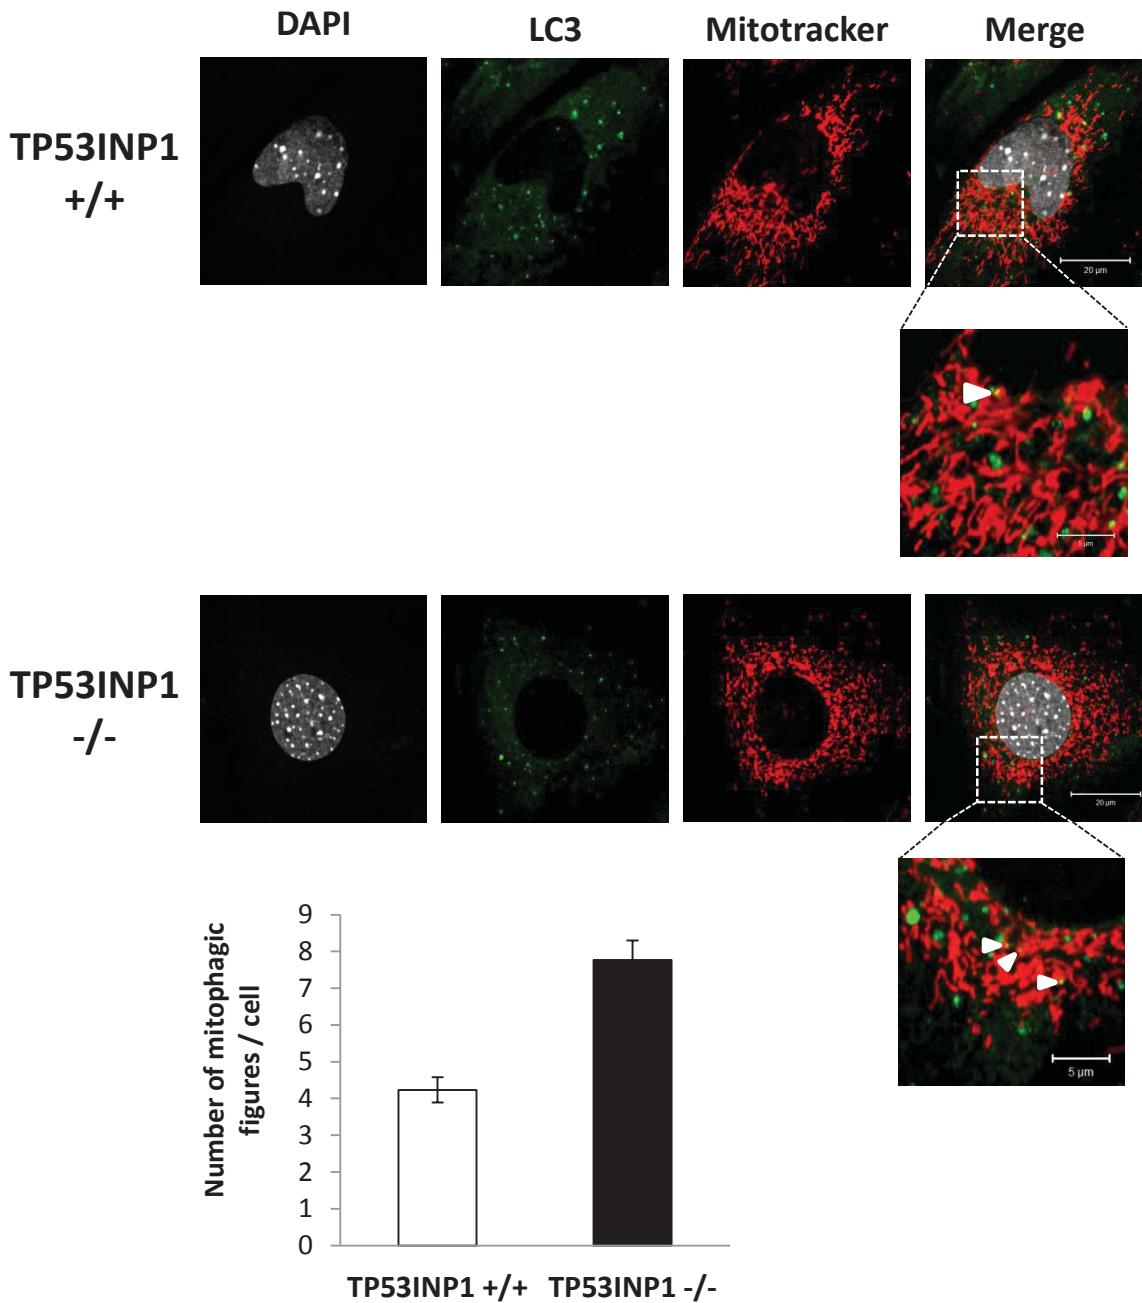 DAPI
LC3
Mitotracker
Merge
TP53INP1
+/+
20 µm
5 µm
TP53INP1
-/-
20 µm
5 µm
Number of mitophagic
figures / cell
9
8
7
6
5
4
3
2
1
0
TP53INP1 +/+
TP53INP1 -/-